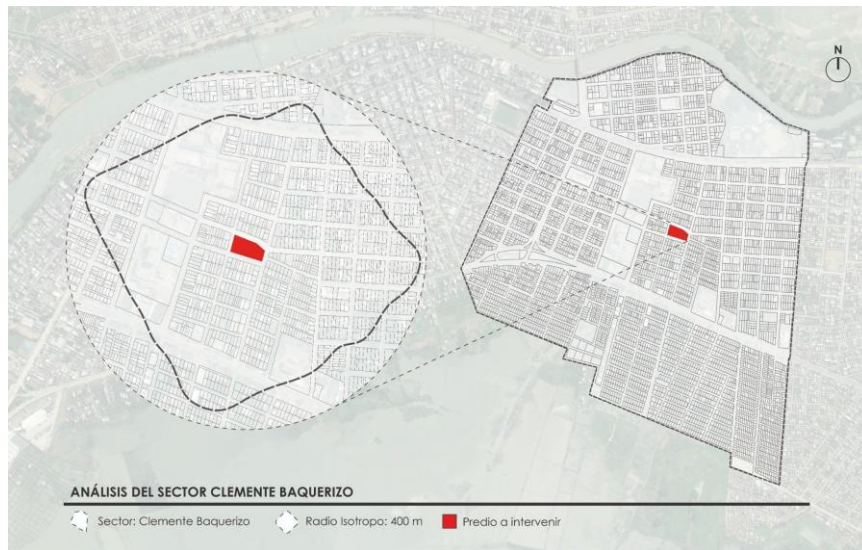 N
ANÁLISIS DEL SECTOR CLEMENTE BAQUERIZO
Sector: Clemente Baquerizo Radio Isotropo: 400 m Predio a intervenir